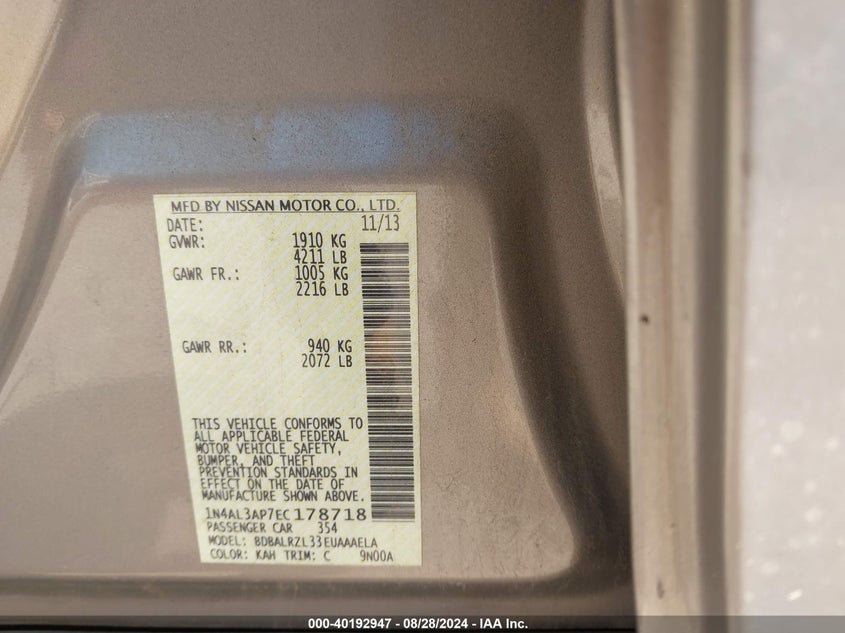 MFD BY NISSAN MOTOR CO., LTD.
DATE: 11/13
GVWR: 1910 KG
4211 LB
GAWR FR.: 1005 KG
2216 LB
GAWR RR.: 940 KG
2072 LB
THIS VEHICLE CONFORMS TO
ALL APPLICABLE FEDERAL
MOTOR VEHICLE SAFETY,
BUMPER, AND THEFT
PREVENTION STANDARDS IN
EFFECT ON THE DATE OF
MANUFACTURE SHOWN ABOVE.
1N4AL3AP7EC178718
PASSENGER CAR 354
MODEL: BDBALRZL33EUAAAELA
COLOR: KAH TRIM: C 9N00A
000-40192947 - 08/28/2024 - IAA Inc.